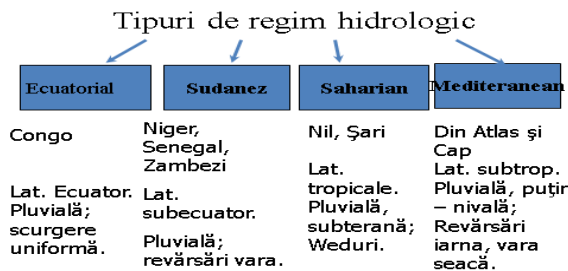 Tipuri de regim hidrologic
Ecuatorial
Congo
Lat. Ecuator.
Pluvială;
scurgere
uniformă.
Sudanez
Niger,
Senegal,
Zambezi
Lat.
subecuator.
Pluvială;
revărsări vara.
Saharian
Nil, Şari
Lat.
tropicale.
Pluvială,
subterană;
Weduri.
Mediteranean
Din Atlas şi
Cap
Lat. subtrop.
Pluvială, puţin
– nivală;
Revărsări
iarna, vara
seacă.